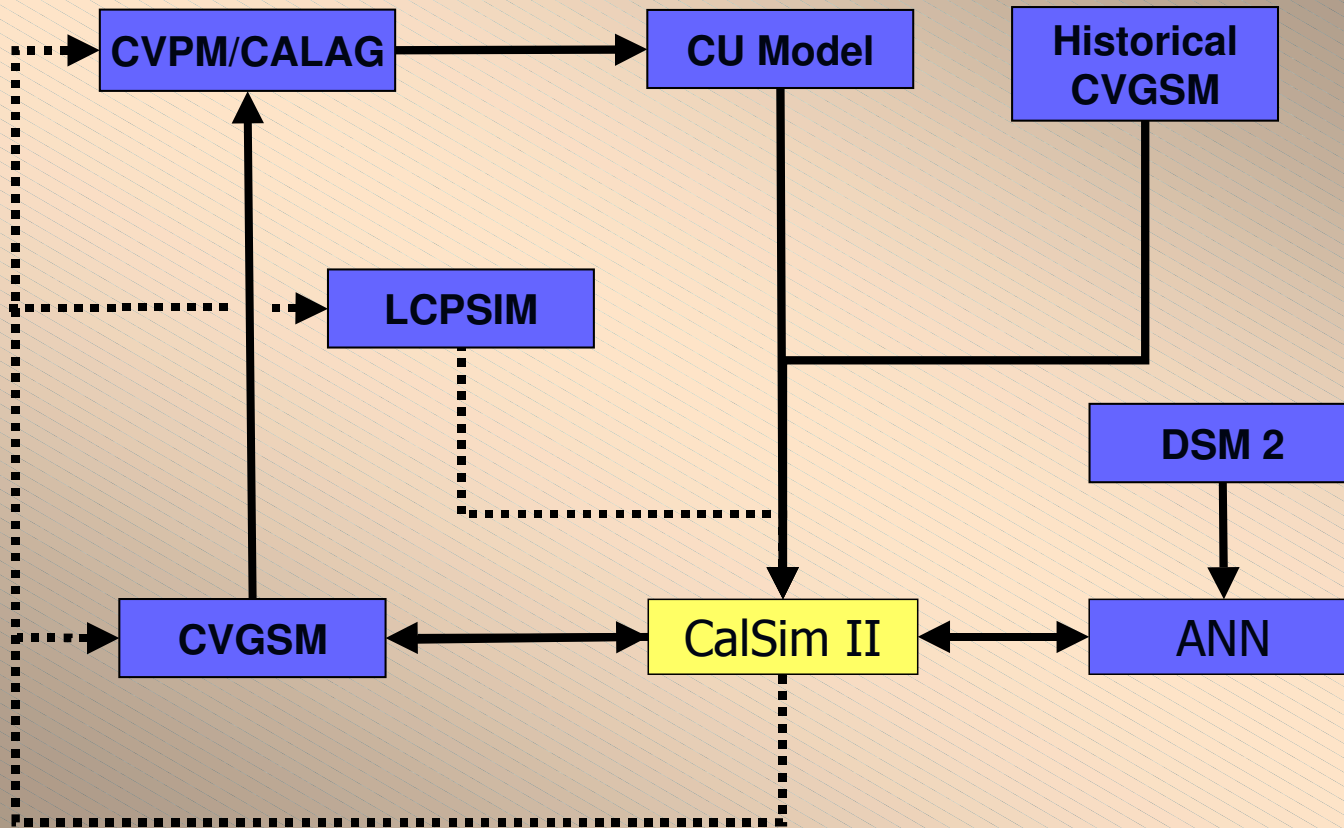 CVPM/CALAG
CU Model
Historical
CVGSM
LCPSIM
DSM 2
CVGSM
CalSim II
ANN